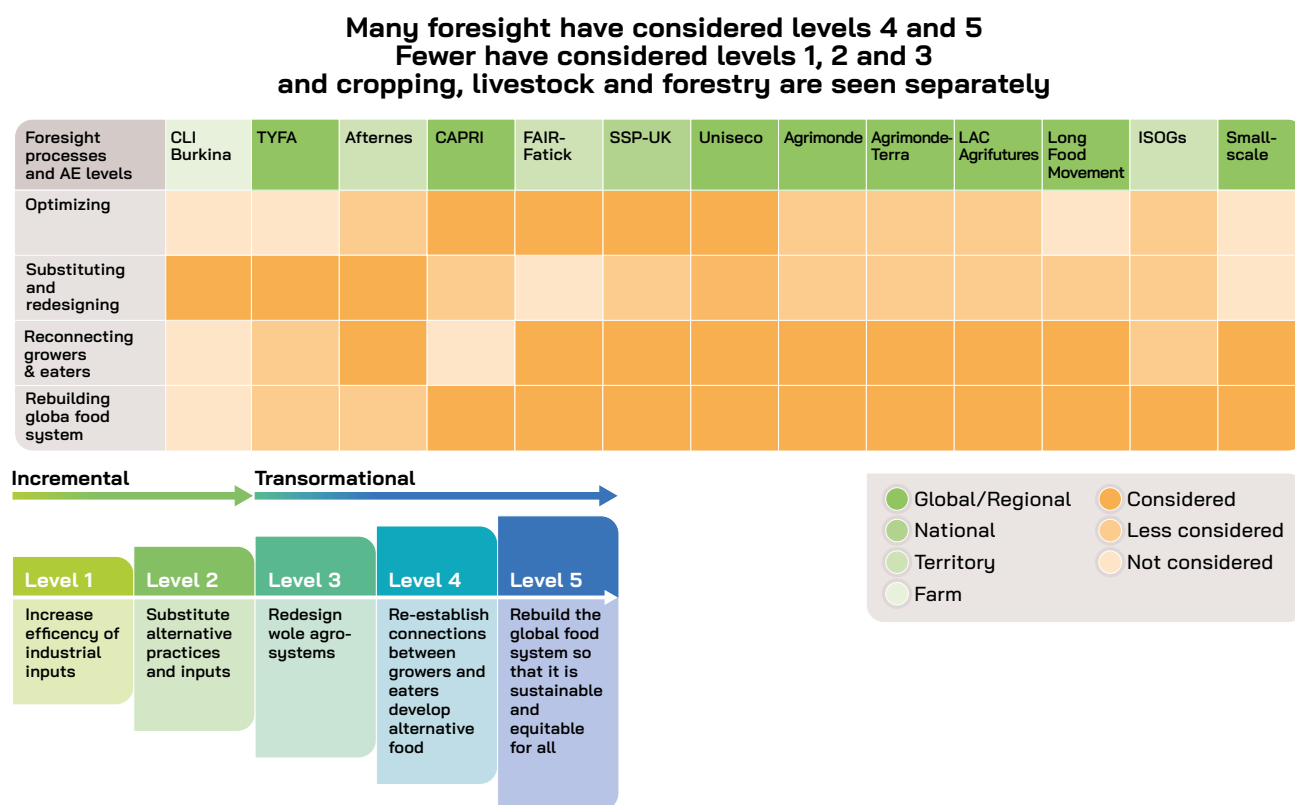 Many foresight have considered levels 4 and 5
Fewer have considered levels 1, 2 and 3
and cropping, livestock and forestry are seen separately
Foresight
processes
and AE levels
CLI
Burkina
TYFA
Afternes
CAPRI
FAIR-
Fatick
SSP-UK
Uniseco
Agrimonde
Agrimonde-
Terra
LAC
Agrifutures
Long
Food
Movement
ISOGs
Small-
scale
Optimizing
Substituting
and
redesigning
Reconnecting
growers
& eaters
Rebuilding
globa food
system
Incremental
Transormational
Level 1
Increase
efficency of
industrial
inputs
Level 2
Substitute
alternative
practices
and inputs
Level 3
Redesign
wole agro-
systems
Level 4
Re-establish
connections
between
growers and
eaters
develop
alternative
food
Level 5
Rebuild the
global food
system so
that it is
sustainable
and
equitable
for all
Global/Regional
National
Territory
Farm
Considered
Less considered
Not considered